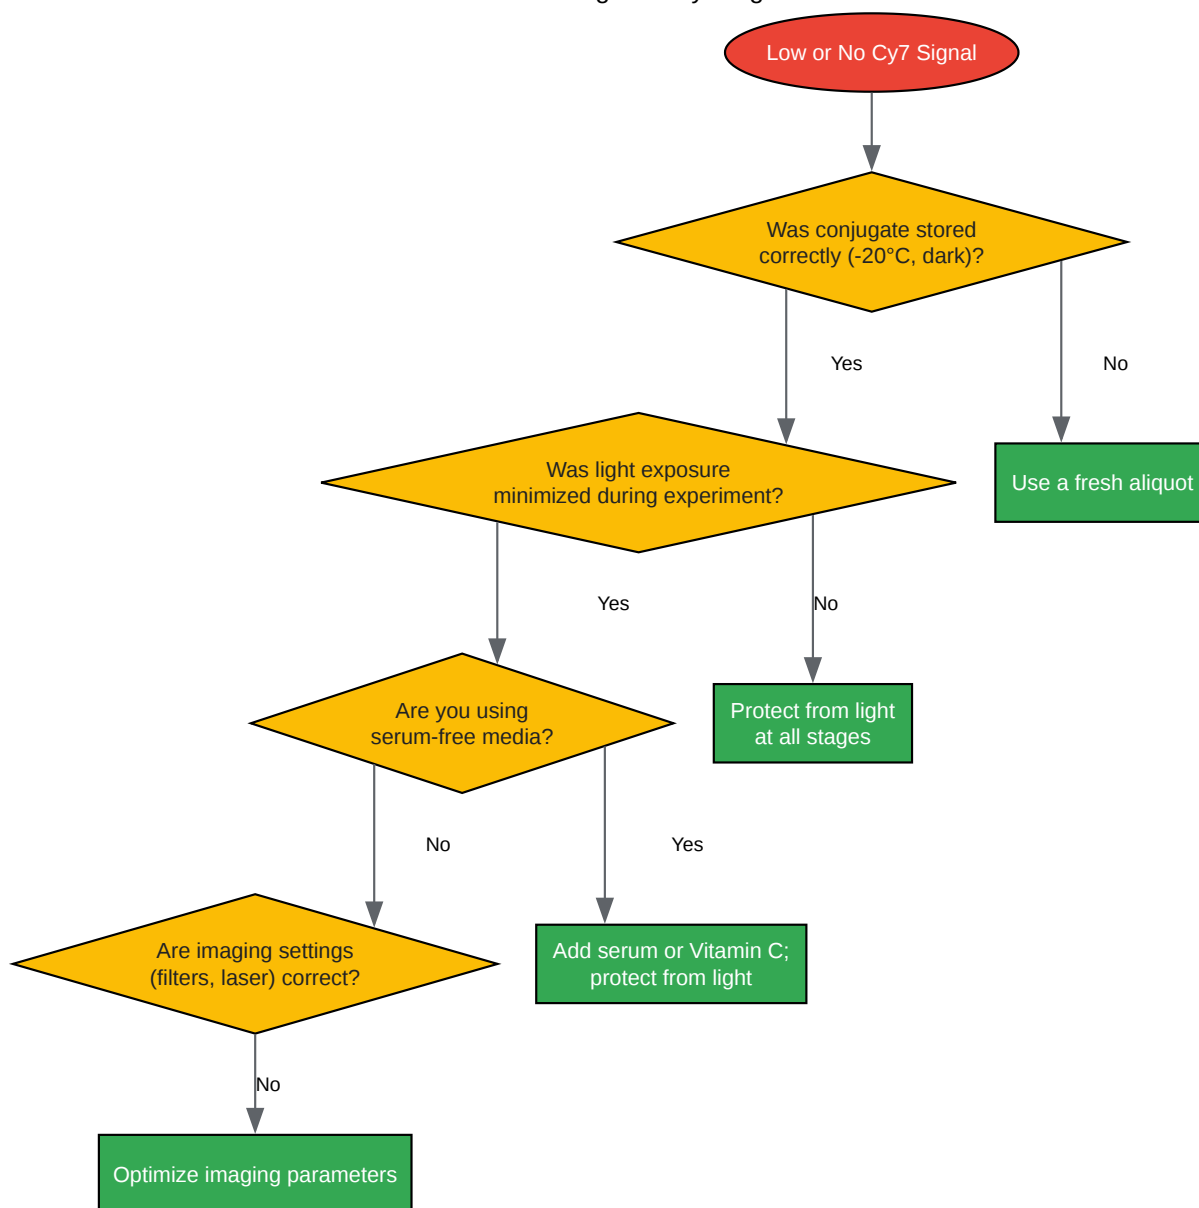 Low or No Cy7 Signal
Was conjugate stored
correctly (-20°C, dark)?
Yes
No
Was light exposure
minimized during experiment?
Use a fresh aliquot
Yes
No
Are you using
serum-free media?
Protect from light
at all stages
No
Yes
Are imaging settings
(filters, laser) correct?
Add serum or Vitamin C;
protect from light
No
Optimize imaging parameters